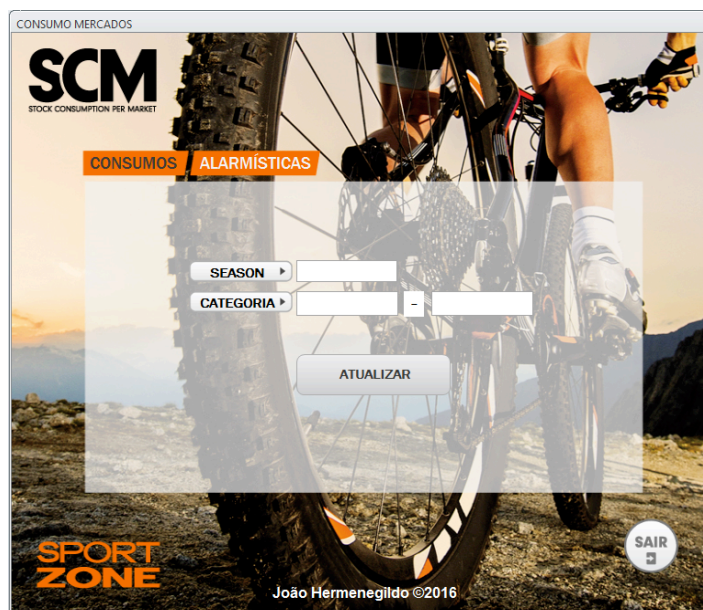 CONSUMO MERCADOS
SCM
STOCK CONSUMPTION PER MARKET
CONSUMOS ALARMÍSTICAS
SEASON
CATEGORIA -
ATUALIZAR
SAIR
SPORT
ZONE
João Hermenegildo ©2016